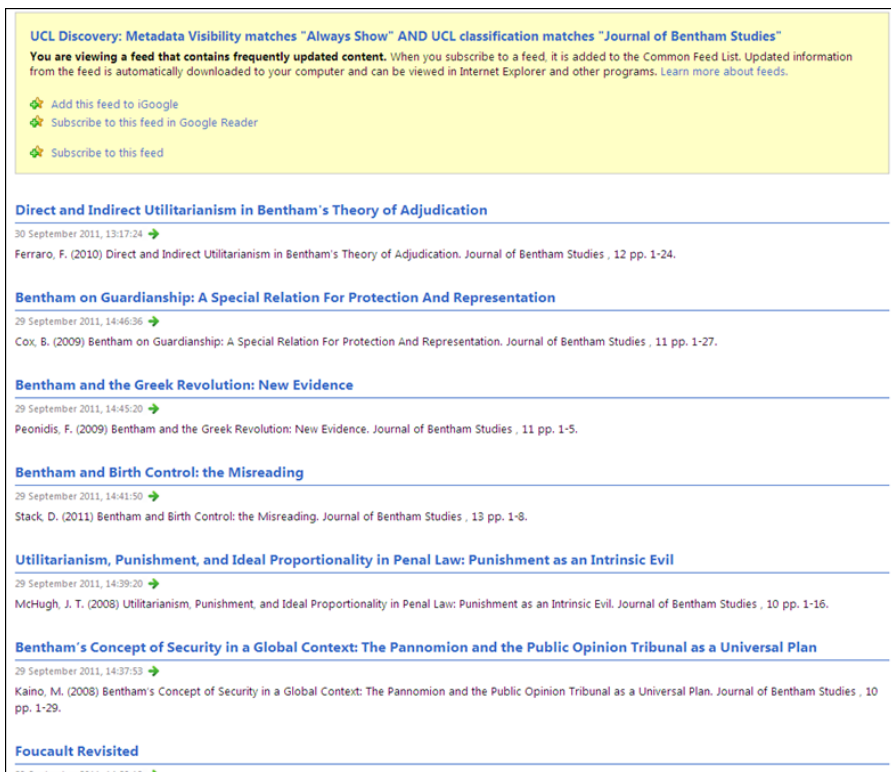 UCL Discovery: Metadata Visibility matches "Always Show" AND UCL classification matches "Journal of Bentham Studies"
You are viewing a feed that contains frequently updated content. When you subscribe to a feed, it is added to the Common Feed List. Updated information
from the feed is automatically downloaded to your computer and can be viewed in Internet Explorer and other programs. Learn more about feeds.
Add this feed to iGoogle
Subscribe to this feed in Google Reader
Subscribe to this feed
Direct and Indirect Utilitarianism in Bentham's Theory of Adjudication
30 September 2011, 13:17:24
Ferraro, F. (2010) Direct and Indirect Utilitarianism in Bentham's Theory of Adjudication. Journal of Bentham Studies , 12 pp. 1-24.
Bentham on Guardianship: A Special Relation For Protection And Representation
29 September 2011, 14:46:36
Cox, B. (2009) Bentham on Guardianship: A Special Relation For Protection And Representation. Journal of Bentham Studies , 11 pp. 1-27.
Bentham and the Greek Revolution: New Evidence
29 September 2011, 14:45:20
Peonidis, F. (2009) Bentham and the Greek Revolution: New Evidence. Journal of Bentham Studies , 11 pp. 1-5.
Bentham and Birth Control: the Misreading
29 September 2011, 14:41:50
Stack, D. (2011) Bentham and Birth Control: the Misreading. Journal of Bentham Studies , 13 pp. 1-8.
Utilitarianism, Punishment, and Ideal Proportionality in Penal Law: Punishment as an Intrinsic Evil
29 September 2011, 14:39:20
McHugh, J. T. (2008) Utilitarianism, Punishment, and Ideal Proportionality in Penal Law: Punishment as an Intrinsic Evil. Journal of Bentham Studies , 10 pp. 1-16.
Bentham's Concept of Security in a Global Context: The Pannomion and the Public Opinion Tribunal as a Universal Plan
29 September 2011, 14:37:53
Kaino, M. (2008) Bentham's Concept of Security in a Global Context: The Pannomion and the Public Opinion Tribunal as a Universal Plan. Journal of Bentham Studies , 10
pp. 1-29.
Foucault Revisited